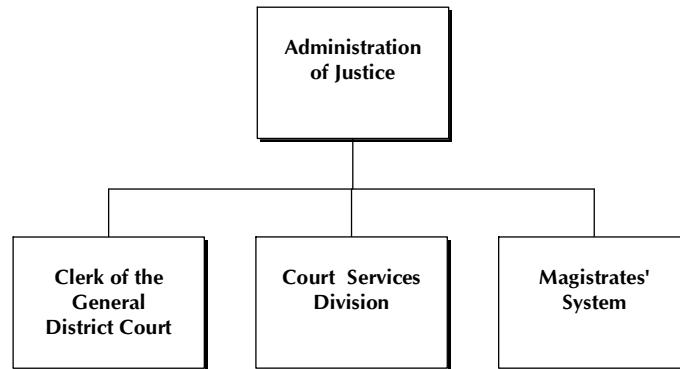 Administration
of Justice
Clerk of the
General
District Court
Court Services
Division
Magistrates'
System